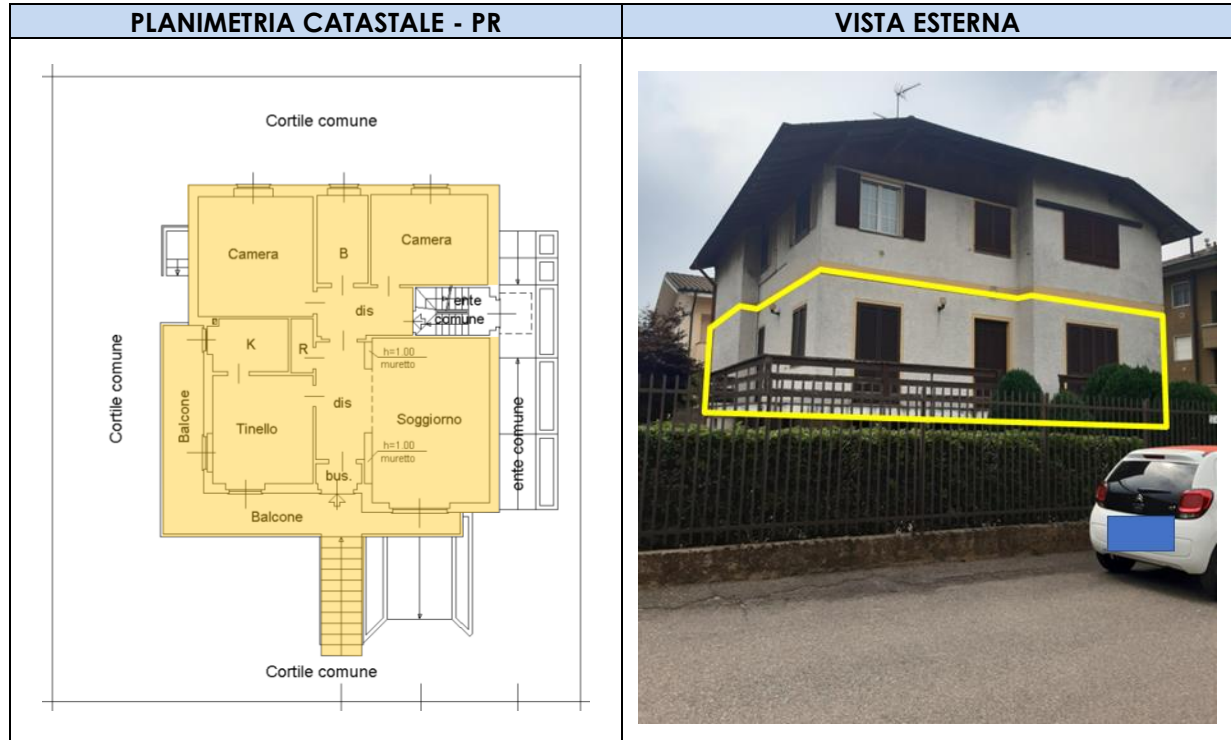 PLANIMETRIA CATASTALE - PR
VISTA ESTERNA
Cortile comune
Camera
B
Camera
dis
ente
comune
K
R
h=1.00
muretto
Cortile comune
Balcone
dis
Tinello
Soggiorno
ente comune
h=1.00
muretto
bus.
Balcone
Cortile comune